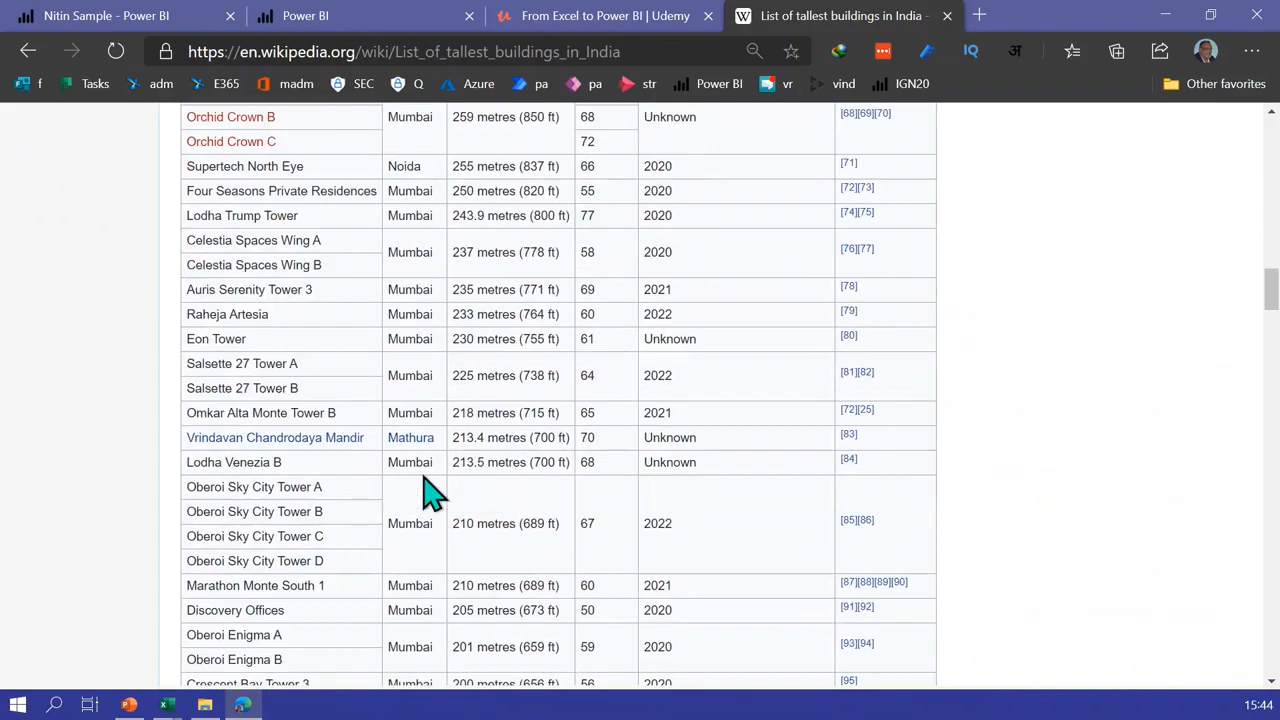 Nitin Sample - Power BI
Power BI
From Excel to Power BI | Udemy
List of tallest buildings in India -
https://en.wikipedia.org/wiki/List_of_tallest_buildings_in_India
f Tasks adm E365 madm SEC Q Azure pa pa str Power BI vr vind IGN20 Other favorites
Orchid Crown B Mumbai 259 metres (850 ft) 68 Unknown [68][69][70]
Orchid Crown C 72
Supertech North Eye Noida 255 metres (837 ft) 66 2020 [71]
Four Seasons Private Residences Mumbai 250 metres (820 ft) 55 2020 [72][73]
Lodha Trump Tower Mumbai 243.9 metres (800 ft) 77 2020 [74][75]
Celestia Spaces Wing A Mumbai 237 metres (778 ft) 58 2020 [76][77]
Celestia Spaces Wing B
Auris Serenity Tower 3 Mumbai 235 metres (771 ft) 69 2021 [78]
Raheja Artesia Mumbai 233 metres (764 ft) 60 2022 [79]
Eon Tower Mumbai 230 metres (755 ft) 61 Unknown [80]
Salsette 27 Tower A Mumbai 225 metres (738 ft) 64 2022 [81][82]
Salsette 27 Tower B
Omkar Alta Monte Tower B Mumbai 218 metres (715 ft) 65 2021 [72][25]
Vrindavan Chandrodaya Mandir Mathura 213.4 metres (700 ft) 70 Unknown [83]
Lodha Venezia B Mumbai 213.5 metres (700 ft) 68 Unknown [84]
Oberoi Sky City Tower A
Oberoi Sky City Tower B
Mumbai 210 metres (689 ft) 67 2022 [85][86]
Oberoi Sky City Tower C
Oberoi Sky City Tower D
Marathon Monte South 1 Mumbai 210 metres (689 ft) 60 2021 [87][88][89][90]
Discovery Offices Mumbai 205 metres (673 ft) 50 2020 [91][92]
Oberoi Enigma A Mumbai 201 metres (659 ft) 59 2020 [93][94]
Oberoi Enigma B
Crescent Bay Tower 3 Mumbai 200 metres (656 ft) 56 2020 [95]
15:44